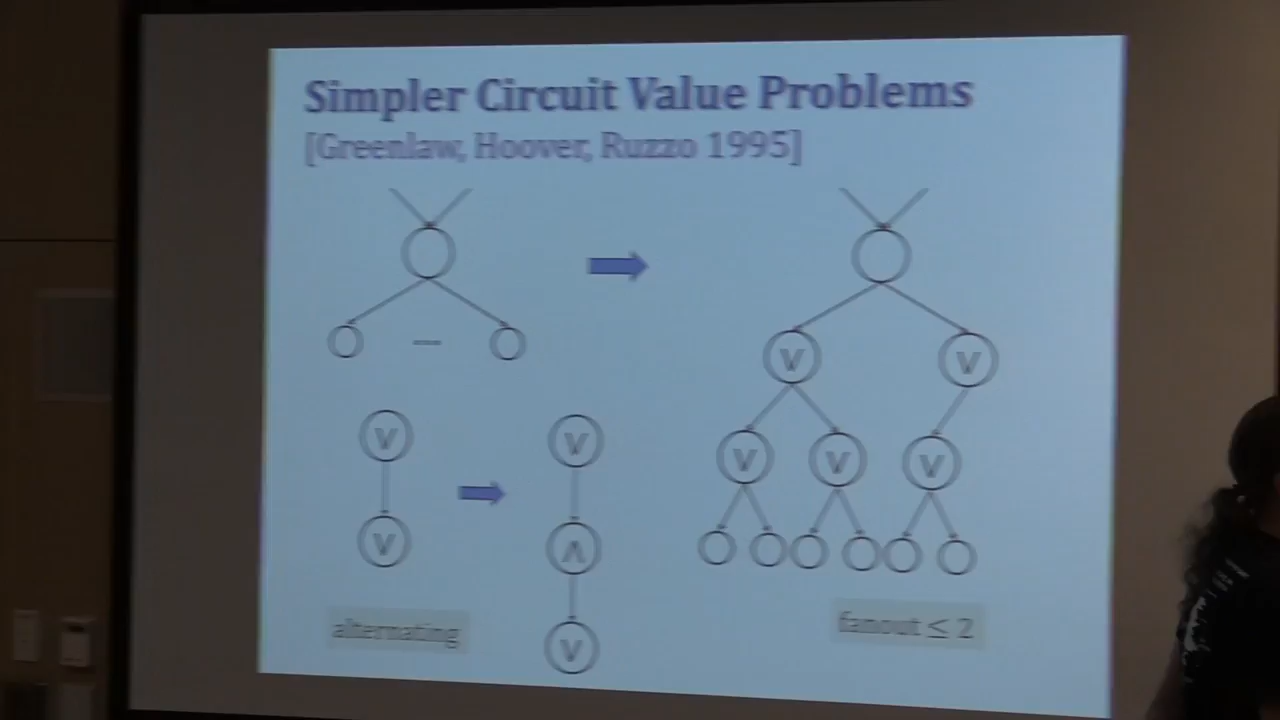 Simpler Circuit Value Problems
[Greenlaw, Hoover, Ruzzo 1995]
∨ ∨
∨ ∨ ∨
∨ ∨
∨ ∧
alternating
fanout ≤ 2
∨